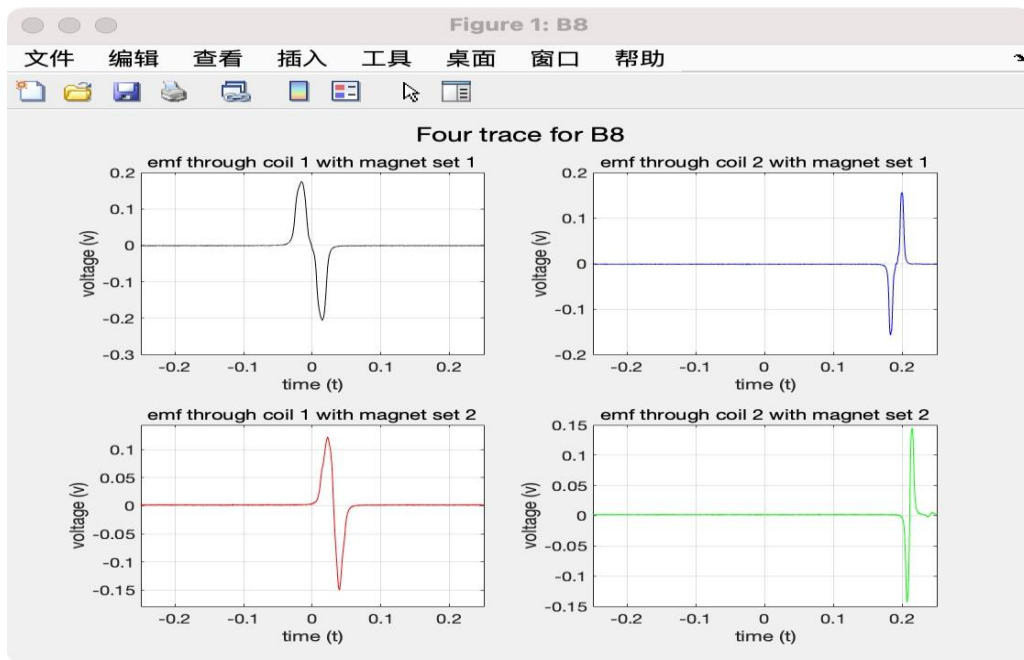 Figure 1: B8
文件 编辑 查看 插入 工具 桌面 窗口 帮助
Four trace for B8
emf through coil 1 with magnet set 1
0.2
0.1
0
-0.1
-0.2
-0.3
voltage (v)
-0.2 -0.1 0 0.1 0.2
time (t)
emf through coil 2 with magnet set 1
0.2
0.1
0
-0.1
-0.2
voltage (v)
-0.2 -0.1 0 0.1 0.2
time (t)
emf through coil 1 with magnet set 2
0.1
0.05
0
-0.05
-0.1
-0.15
voltage (v)
-0.2 -0.1 0 0.1 0.2
time (t)
emf through coil 2 with magnet set 2
0.15
0.1
0.05
0
-0.05
-0.1
-0.15
voltage (v)
-0.2 -0.1 0 0.1 0.2
time (t)